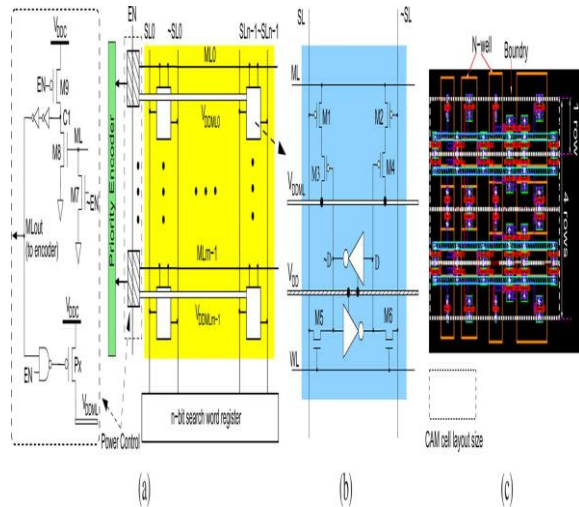 EN SL0 ~SL0 SLn-1 ~SLn-1
VDDC
EN
M9
C1
M8
ML
M7
~EN
MLout
(to encoder)
VDDC
EN
Px
VDDML
Power Control
Priority Encoder
ML0
VDDML0
MLm-1
VDDMLm-1
n-bit search word register
(a)
SL ~SL
ML
M1 M2
M3 M4
VDDML
~D D
VDD
M5 M6
WL
(b)
N-well
Boundry
1 row
4 rows
CAM cell layout size
(c)